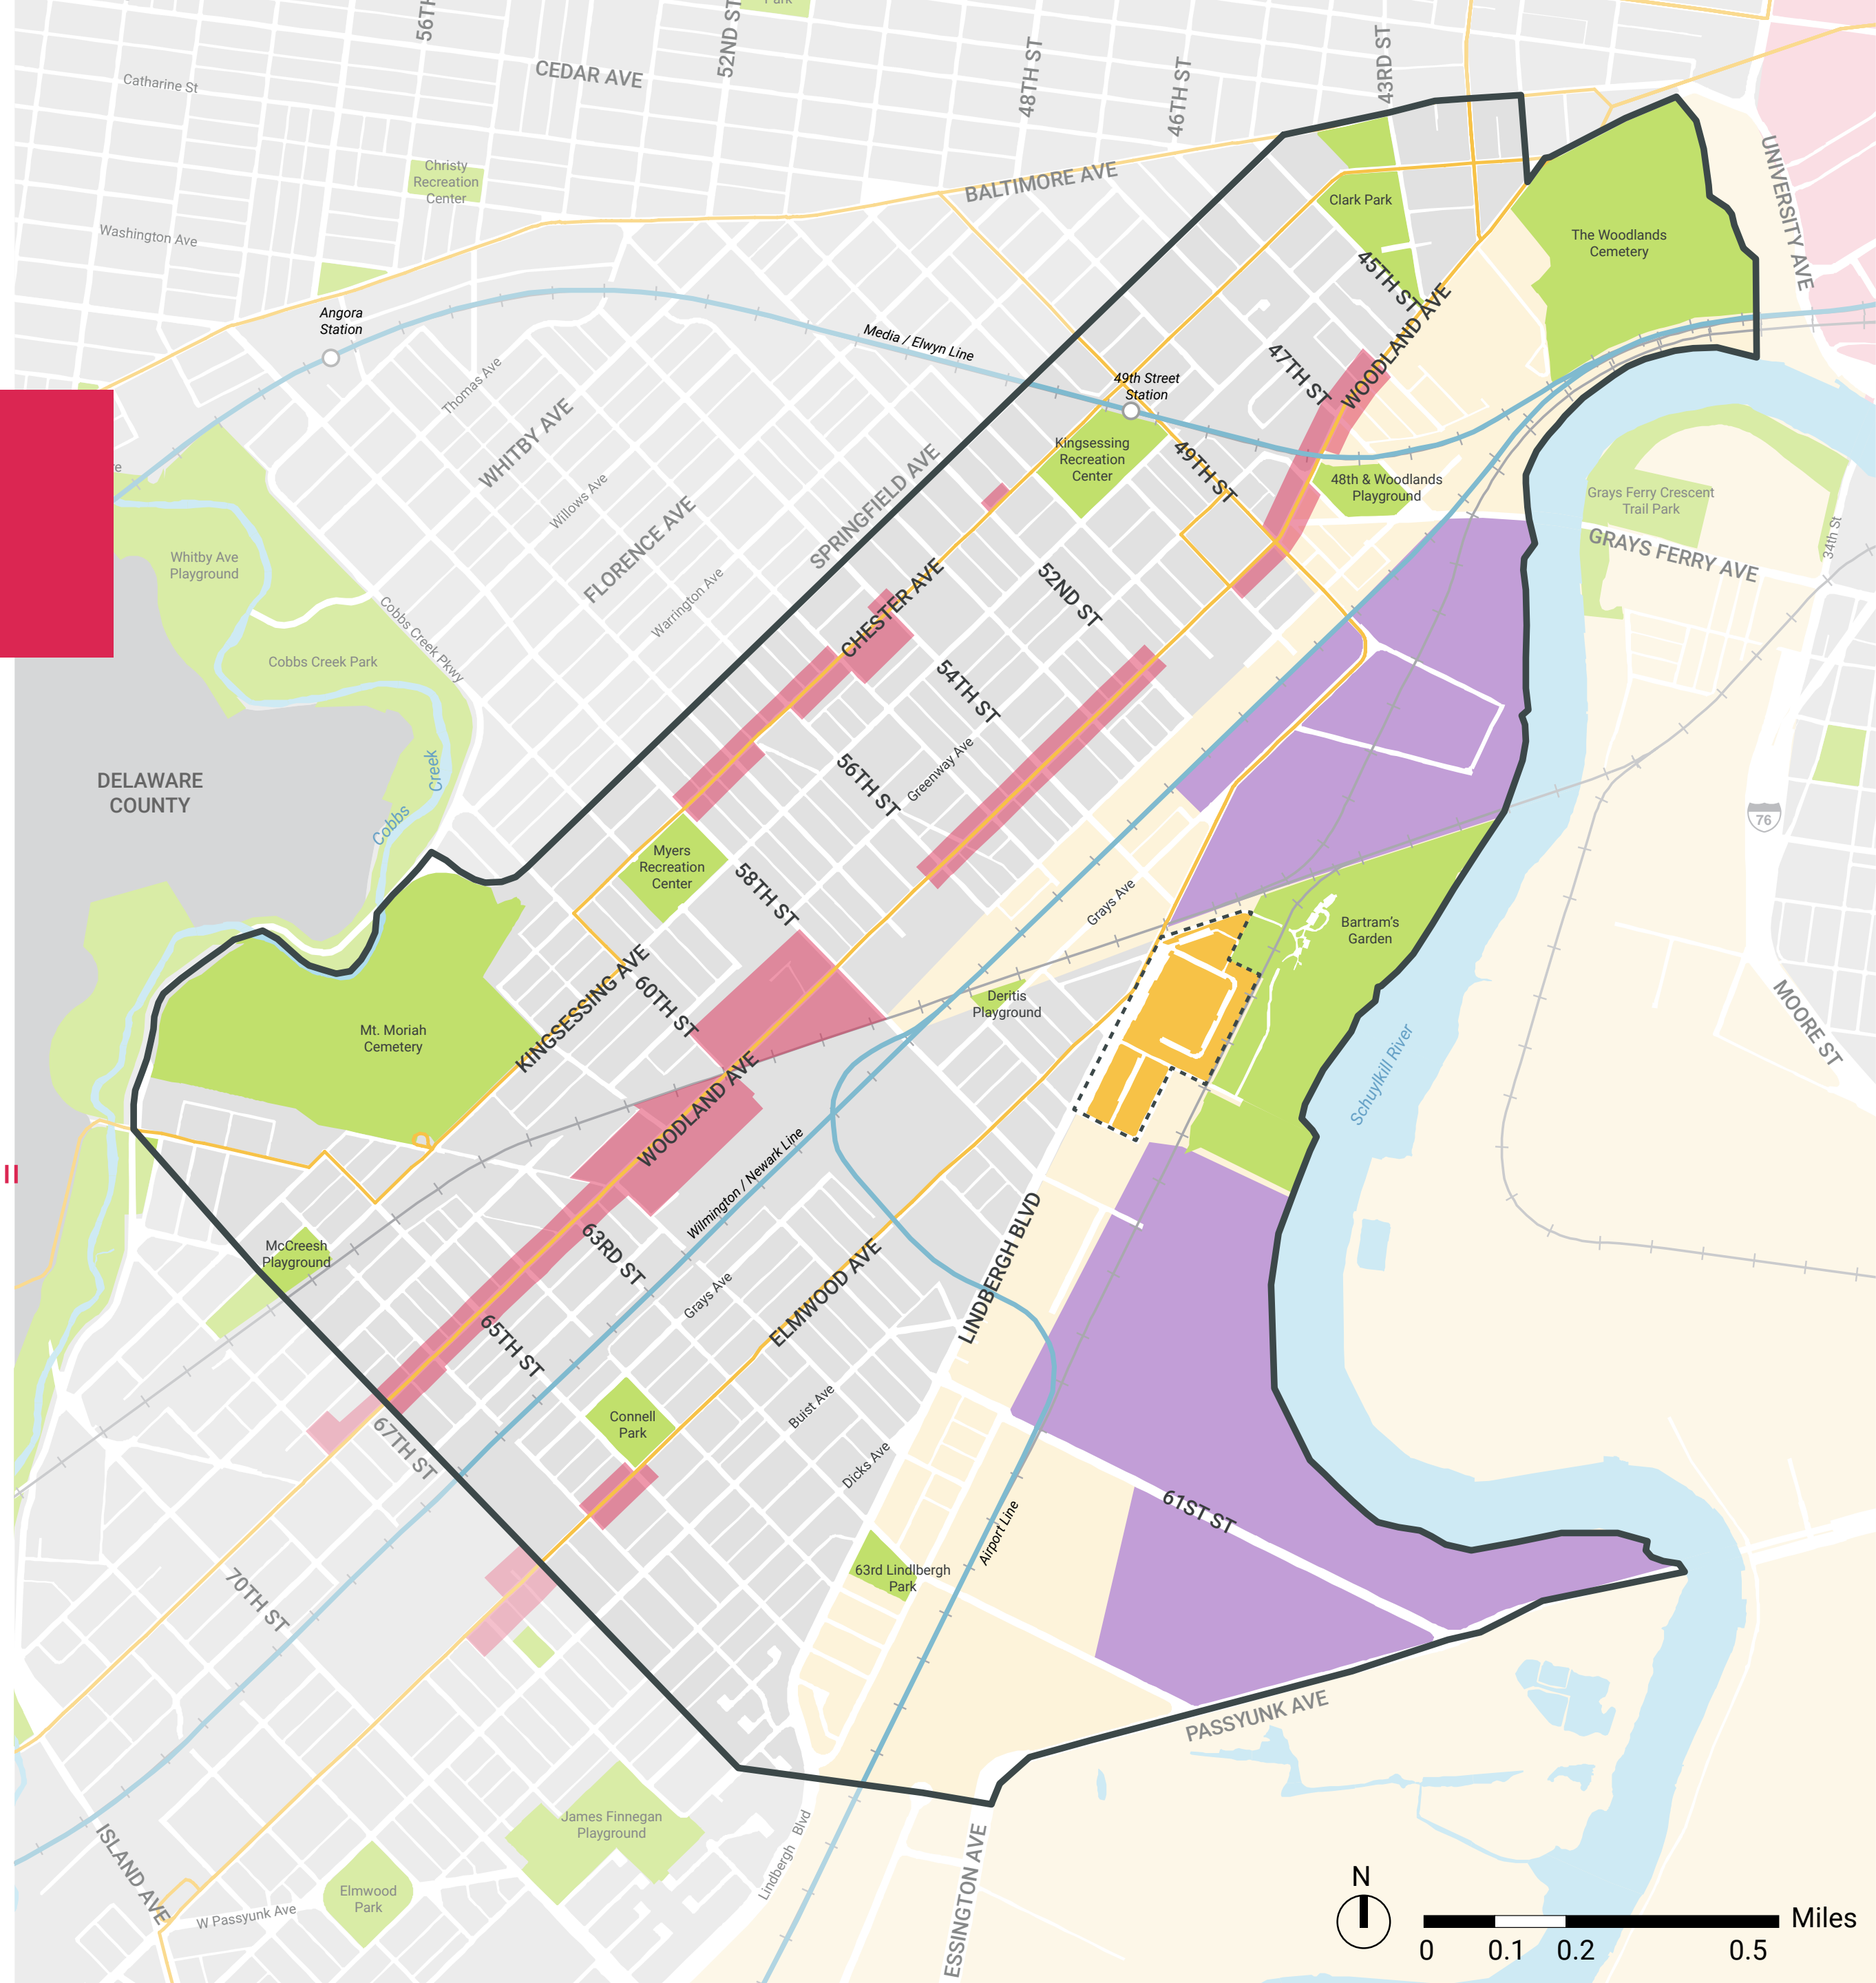 Park
56TH
52ND ST
CEDAR AVE
Catharine St
48TH ST
46TH ST
43RD ST
Christy
Recreation
Center
BALTIMORE AVE
UNIVERSITY AVE
Clark Park
The Woodlands
Cemetery
Washington Ave
45TH ST
WOODLAND AVE
Angora
Station
Media / Elwyn Line
49th Street
Station
47TH ST
Thomas Ave
WHITBY AVE
Kingsessing
Recreation
Center
49TH ST
48th & Woodlands
Playground
Grays Ferry Crescent
Trail Park
34th St
GRAYS FERRY AVE
re
Willows Ave
SPRINGFIELD AVE
FLORENCE AVE
Whitby Ave
Playground
Warrington Ave
CHESTER AVE
52ND ST
Cobbs Creek Pkwy
Cobbs Creek Park
54TH ST
DELAWARE
COUNTY
Cobbs
Creek
56TH ST
Greenway Ave
76
Myers
Recreation
Center
58TH ST
Grays Ave
Bartram's
Garden
KINGSESSING AVE
60TH ST
Deritis
Playground
MOORE ST
Mt. Moriah
Cemetery
Schuylkill River
WOODLAND AVE
Wilmington / Newark Line
LINDBERGH BLVD
McCreesh
Playground
63RD ST
Grays Ave
ELMWOOD AVE
65TH ST
Buist Ave
Connell
Park
67TH ST
Dicks Ave
61ST ST
Airport Line
63rd Lindlbergh
Park
70TH ST
PASSYUNK AVE
James Finnegan
Playground
Lindbergh Blvd
ISLAND AVE
Elmwood
Park
W Passyunk Ave
ESSINGTON AVE
N
Miles
0 0.1 0.2 0.5